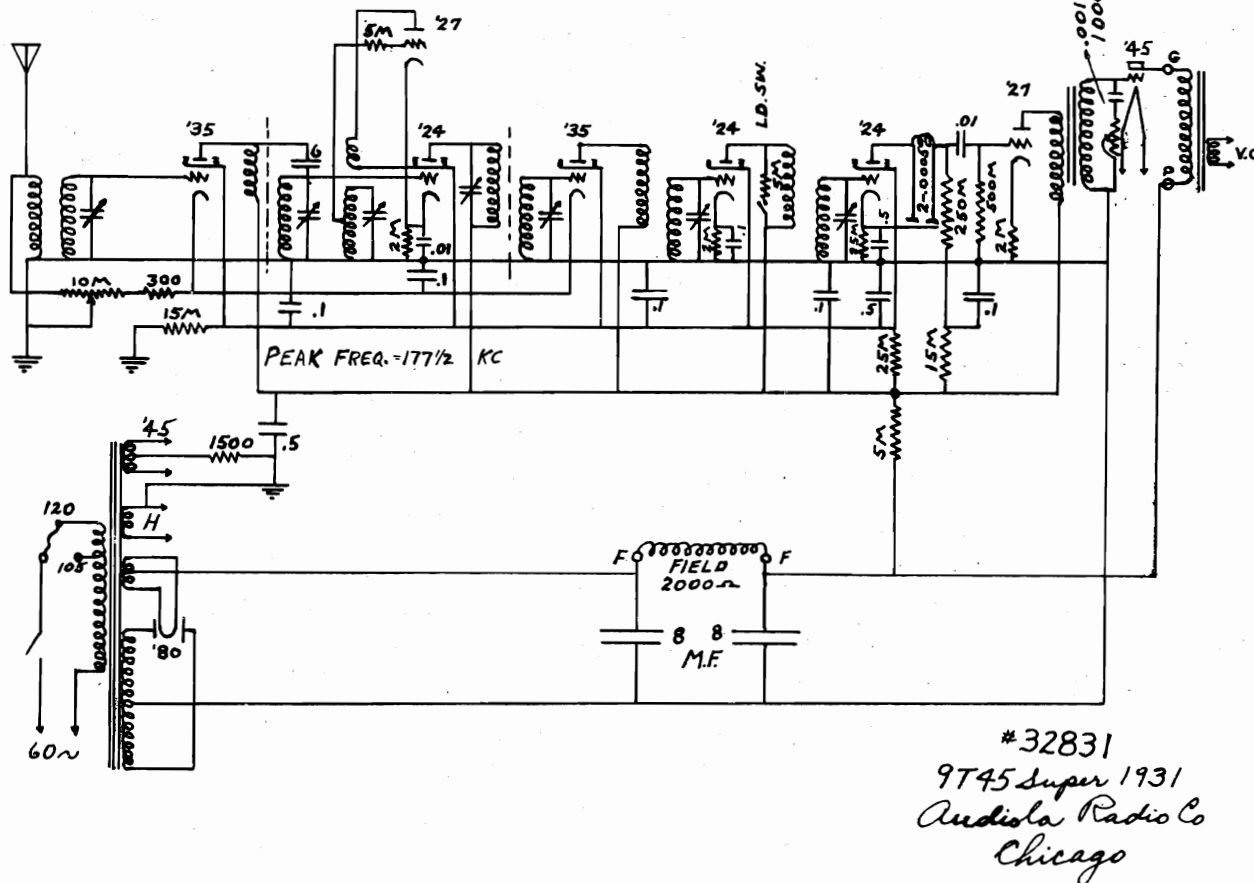 '27
5M
.001
'45
G
'35
6
'24
'35
'24
L.D. SW.
5M
'24
2-.0005
.01
'27
250M
500M
V.C
D
2M
.01
.1
2M
.1
25M
.5
2M
10M
300
.1
.1
.1
.5
.1
15M
25M
15M
PEAK FREQ.=177½ KC
5M
'45
1500
.5
120
H
105
F
F
FIELD
2000Ω
8 8
M.F.
'80
60~
#32831
9T45 Super 1931
Audiola Radio Co
Chicago